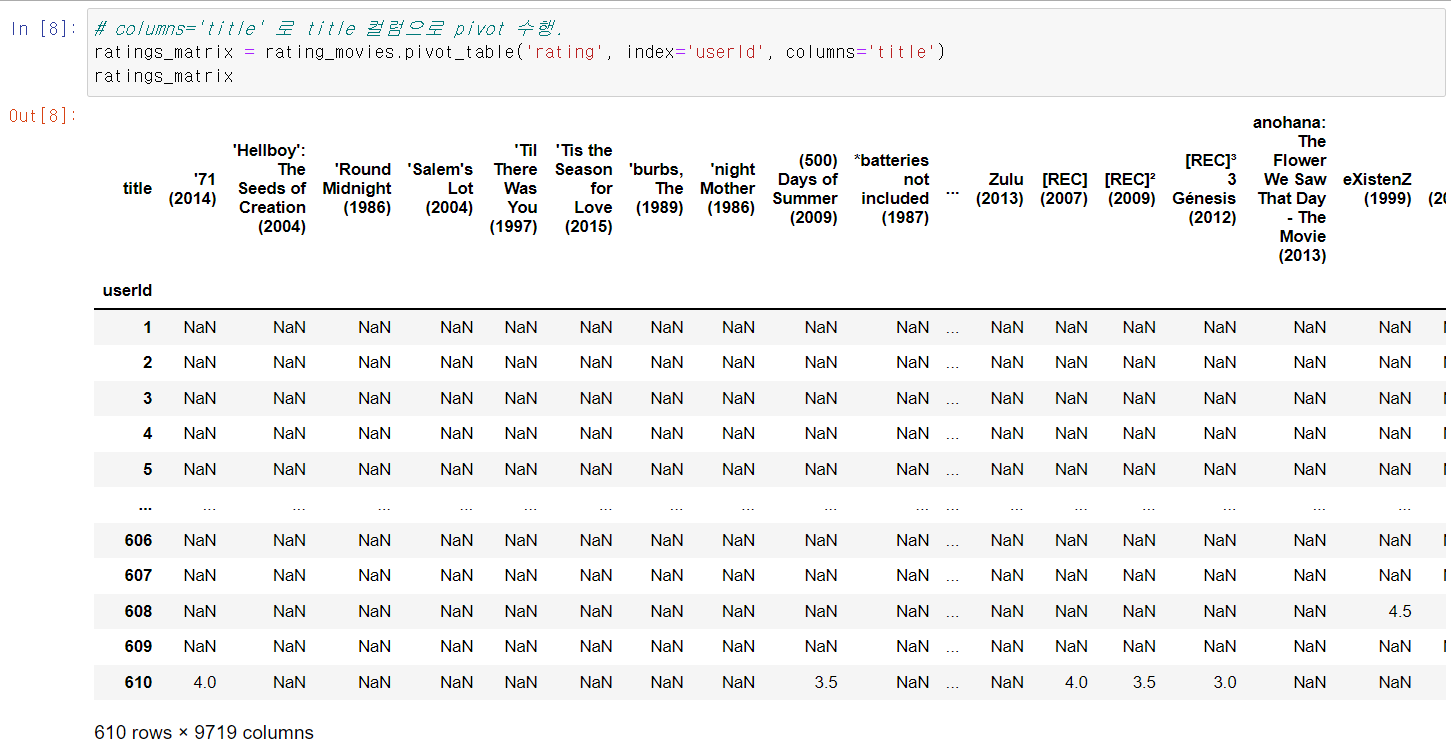 In [8]: # columns='title' 로 title 컬럼으로 pivot 수행.
ratings_matrix = rating_movies.pivot_table('rating', index='userId', columns='title')
ratings_matrix
Out[8]:
title '71 (2014) 'Hellboy': The Seeds of Creation (2004) 'Round Midnight (1986) 'Salem's Lot (2004) 'Til There Was You (1997) 'Tis the Season for Love (2015) 'burbs, The (1989) 'night Mother (1986) (500) Days of Summer (2009) *batteries not included (1987) ... Zulu (2013) [REC] (2007) [REC]² (2009) [REC]³ 3 Génesis (2012) anohana: The Flower We Saw That Day - The Movie (2013) eXistenZ (1999)
userId
1 NaN NaN NaN NaN NaN NaN NaN NaN NaN NaN ... NaN NaN NaN NaN NaN NaN
2 NaN NaN NaN NaN NaN NaN NaN NaN NaN NaN ... NaN NaN NaN NaN NaN NaN
3 NaN NaN NaN NaN NaN NaN NaN NaN NaN NaN ... NaN NaN NaN NaN NaN NaN
4 NaN NaN NaN NaN NaN NaN NaN NaN NaN NaN ... NaN NaN NaN NaN NaN NaN
5 NaN NaN NaN NaN NaN NaN NaN NaN NaN NaN ... NaN NaN NaN NaN NaN NaN
... ... ... ... ... ... ... ... ... ... ... ... ... ... ... ... ... ...
606 NaN NaN NaN NaN NaN NaN NaN NaN NaN NaN ... NaN NaN NaN NaN NaN NaN
607 NaN NaN NaN NaN NaN NaN NaN NaN NaN NaN ... NaN NaN NaN NaN NaN NaN
608 NaN NaN NaN NaN NaN NaN NaN NaN NaN NaN ... NaN NaN NaN NaN NaN 4.5
609 NaN NaN NaN NaN NaN NaN NaN NaN NaN NaN ... NaN NaN NaN NaN NaN NaN
610 4.0 NaN NaN NaN NaN NaN NaN NaN 3.5 NaN ... NaN 4.0 3.5 3.0 NaN NaN
610 rows × 9719 columns